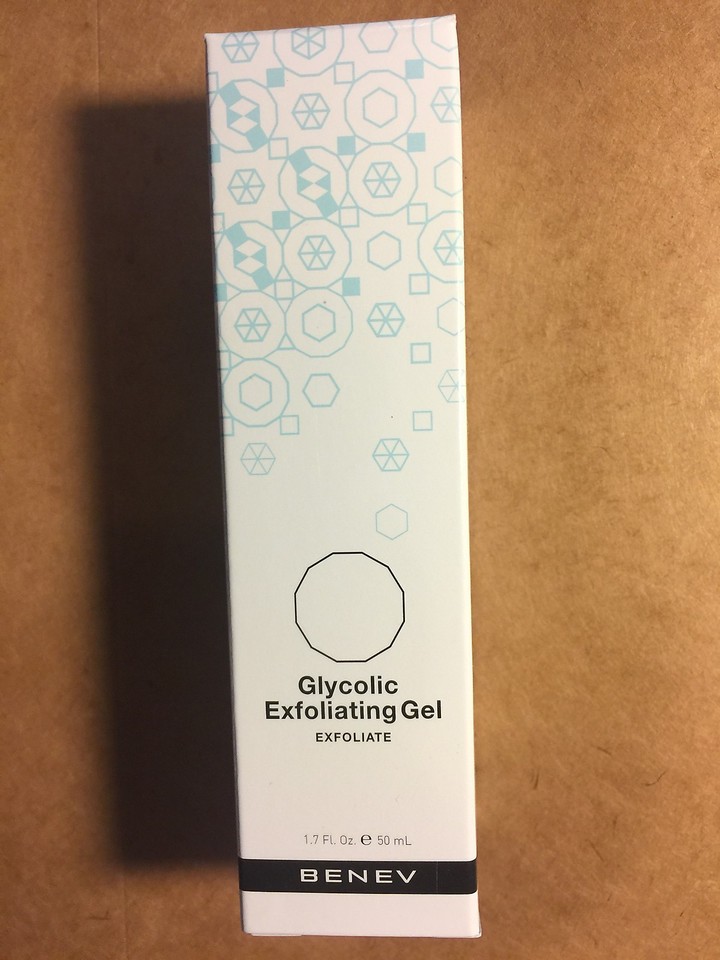 Glycolic
Exfoliating Gel
EXFOLIATE
1.7 Fl. Oz. ℮ 50 mL
BENEV